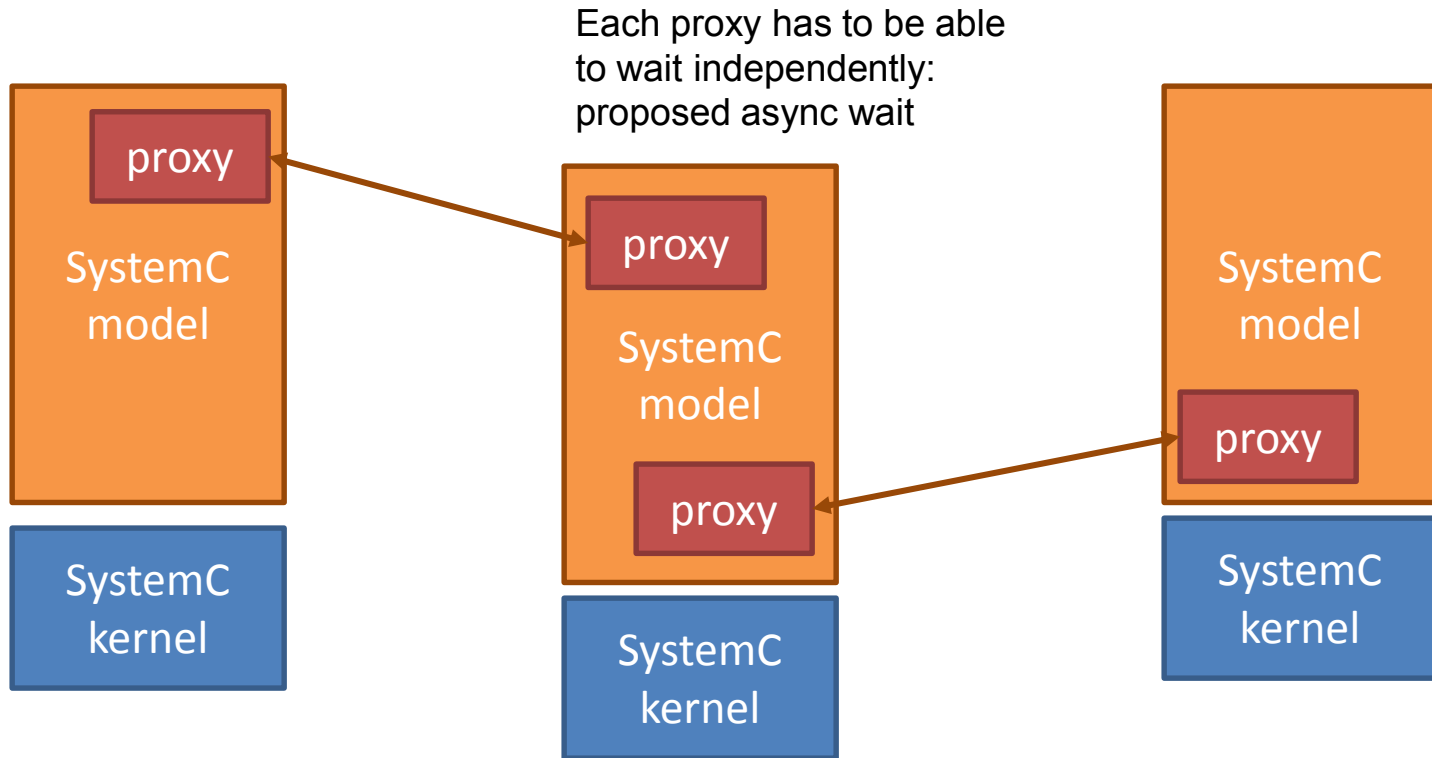 Each proxy has to be able
to wait independently:
proposed async wait
proxy
SystemC
model
SystemC
kernel
proxy
SystemC
model
proxy
SystemC
kernel
SystemC
model
proxy
SystemC
kernel